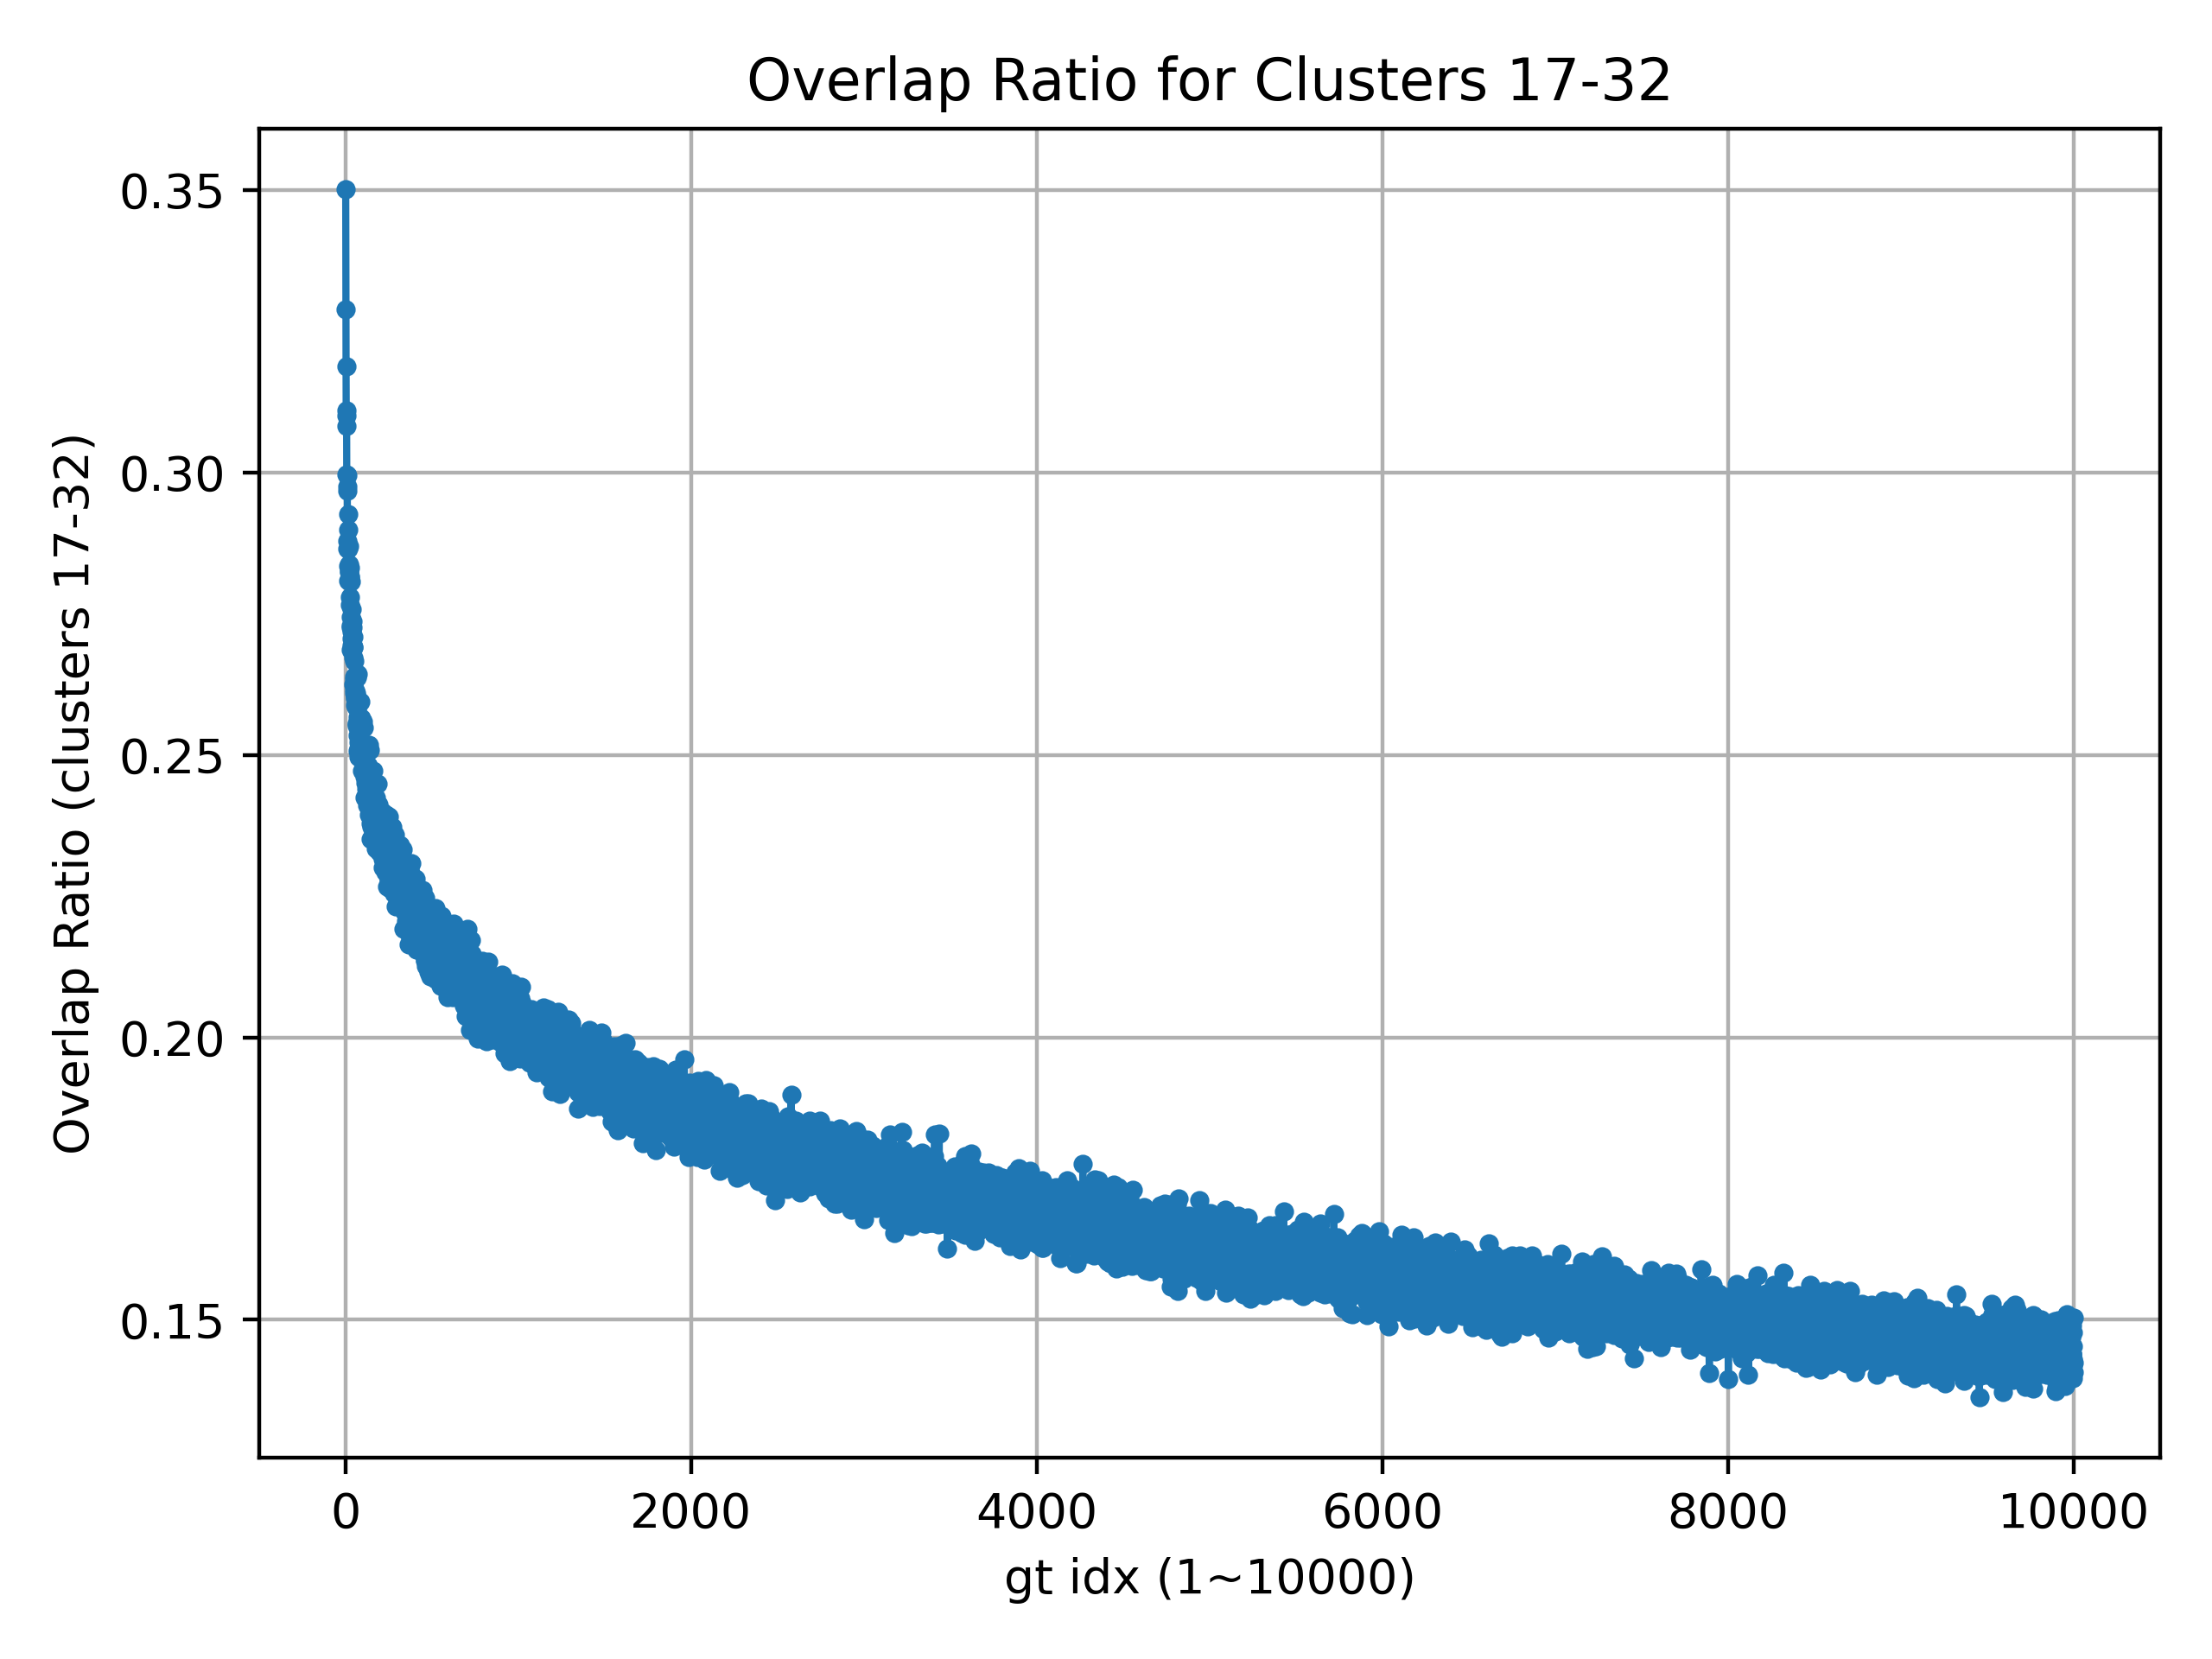 Overlap Ratio for Clusters 17-32
Overlap Ratio (clusters 17-32)
0.35
0.30
0.25
0.20
0.15
0 2000 4000 6000 8000 10000
gt idx (1~10000)